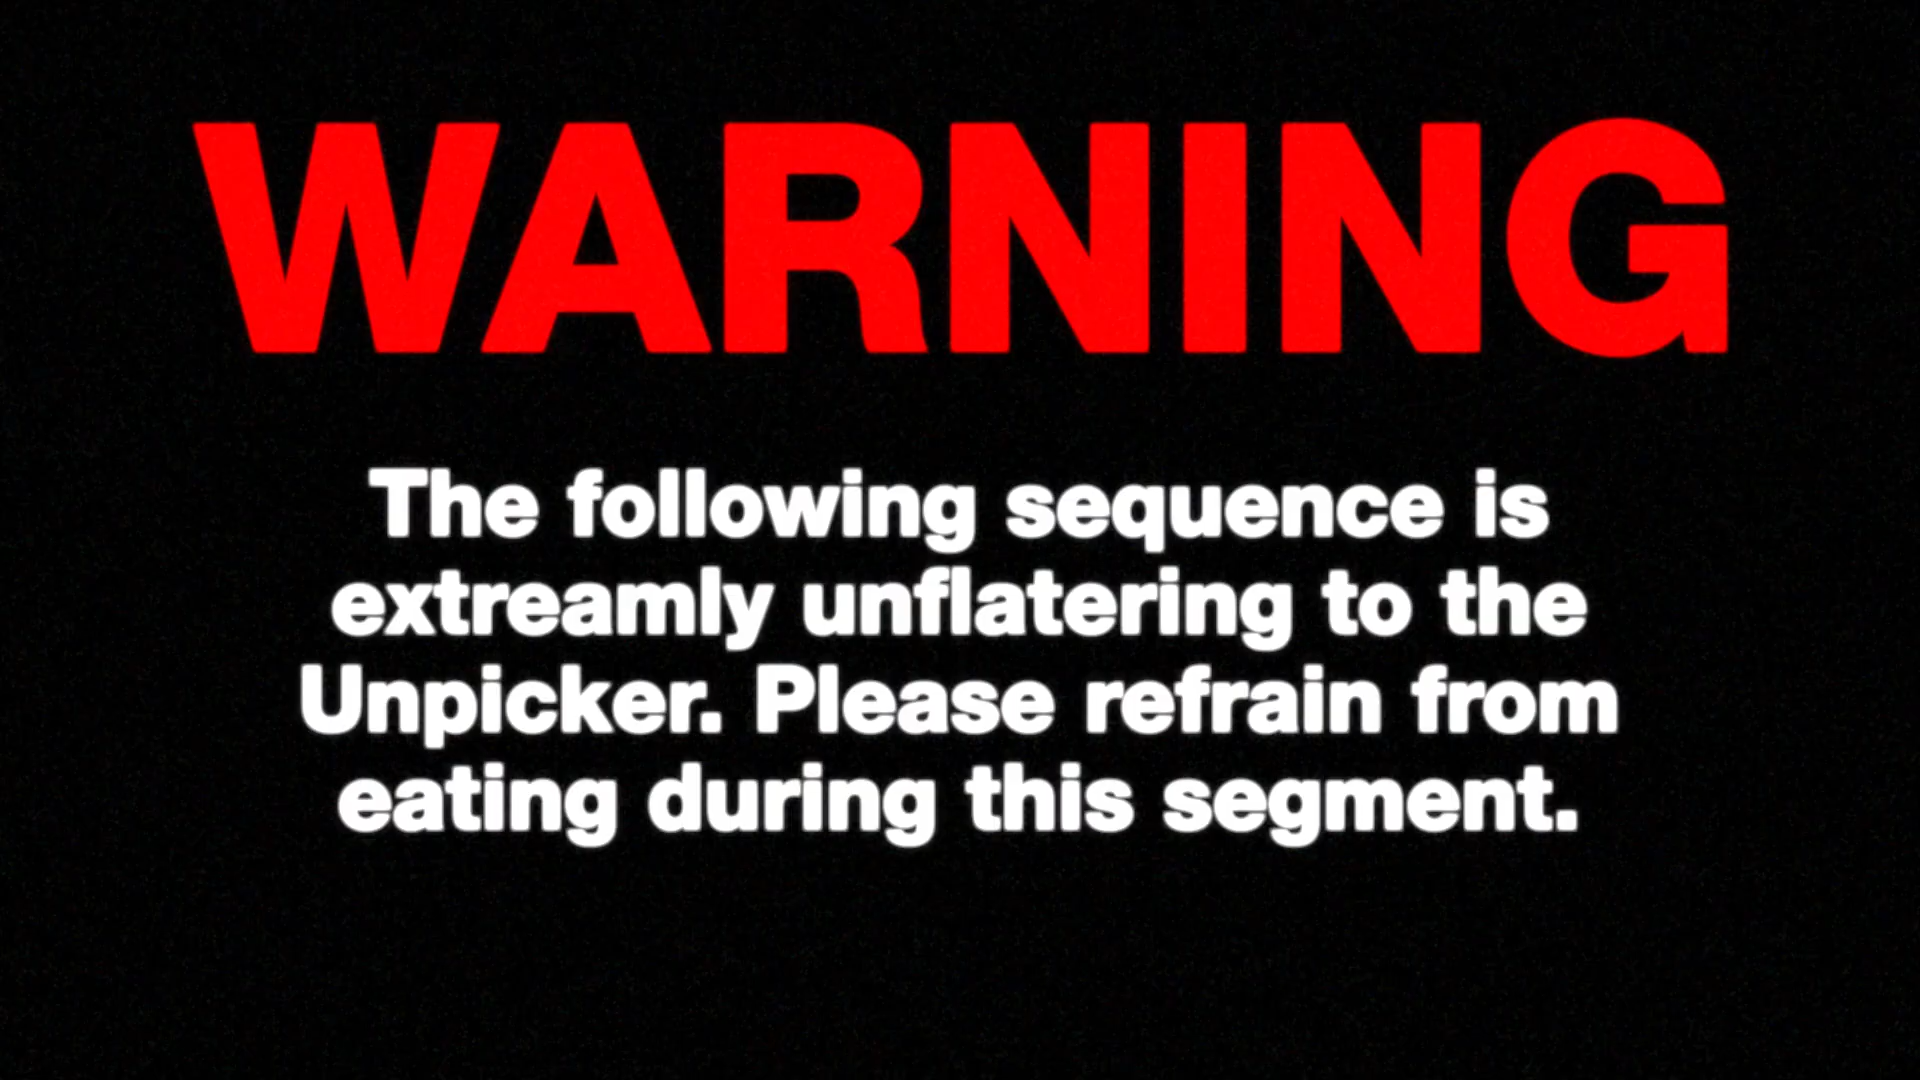 WARNING
The following sequence is
extreamly unflatering to the
Unpicker. Please refrain from
eating during this segment.